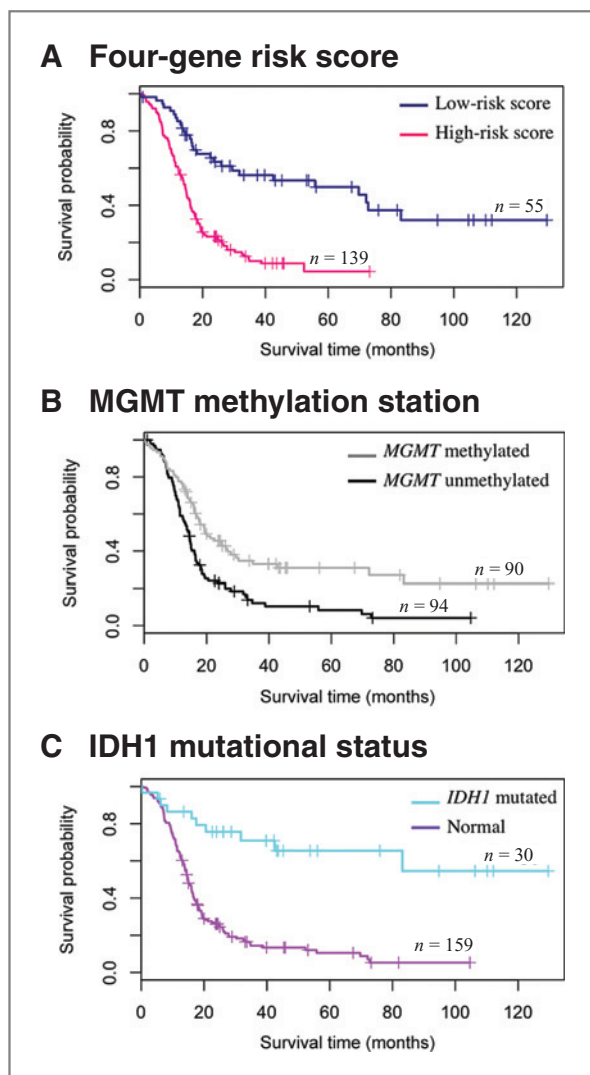 A Four-gene risk score
Survival probability
0.8
0.4
0.0
Low-risk score
High-risk score
n = 55
n = 139
0 20 40 60 80 100 120
Survival time (months)
B MGMT methylation station
Survival probability
0.8
0.4
0.0
MGMT methylated
MGMT unmethylated
n = 90
n = 94
0 20 40 60 80 100 120
Survival time (months)
C IDH1 mutational status
Survival probability
0.8
0.4
0.0
IDH1 mutated
Normal
n = 30
n = 159
0 20 40 60 80 100 120
Survival time (months)